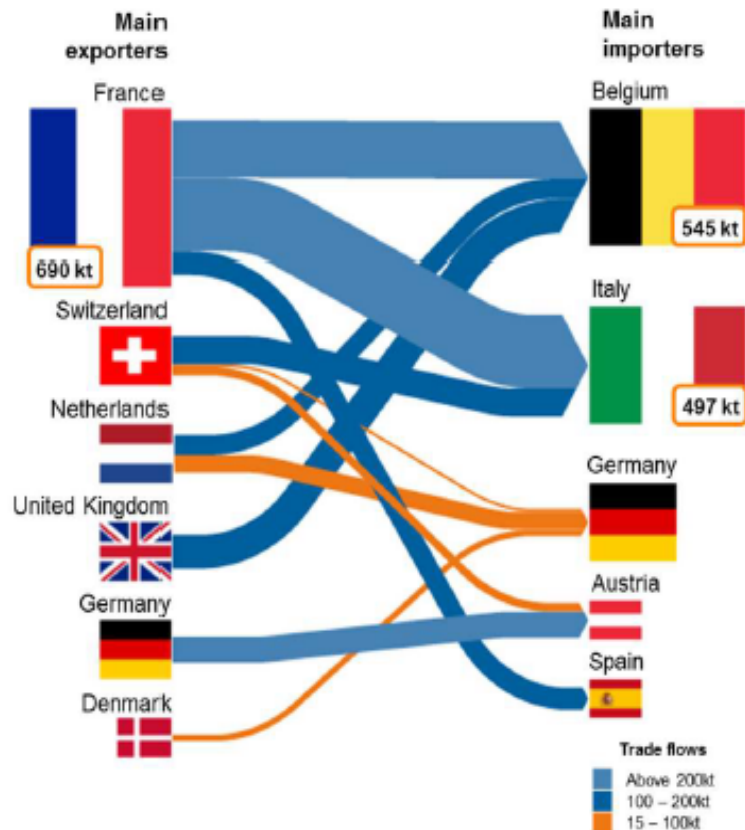 Main
exporters
Main
importers
France
Belgium
690 kt
545 kt
Switzerland
Italy
Netherlands
497 kt
Germany
United Kingdom
Austria
Germany
Spain
Denmark
Trade flows
Above 200kt
100 – 200kt
15 – 100kt